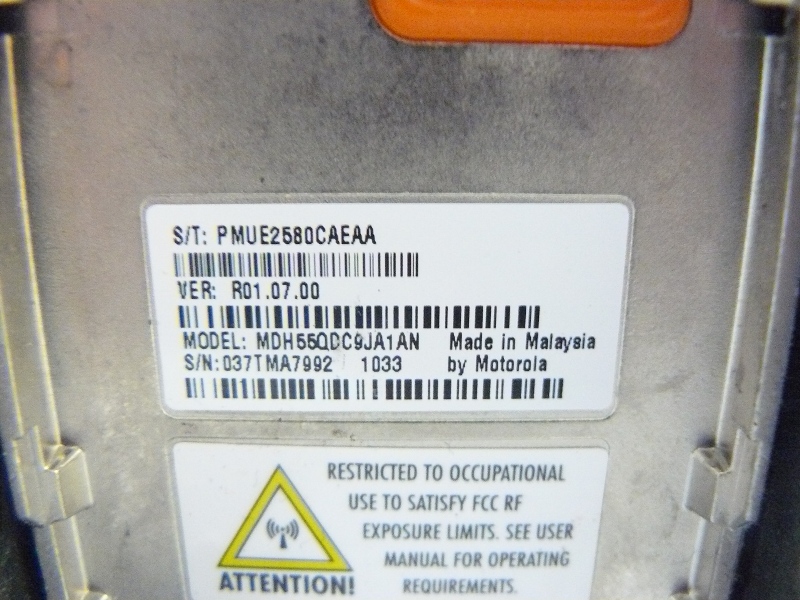 S/T: PMUE2580CAEAA
VER: R01.07.00
MODEL: MDH55QDC9JA1AN Made in Malaysia
S/N:037TMA7992 1033 by Motorola
RESTRICTED TO OCCUPATIONAL
USE TO SATISFY FCC RF
EXPOSURE LIMITS. SEE USER
MANUAL FOR OPERATING
REQUIREMENTS.
ATTENTION!